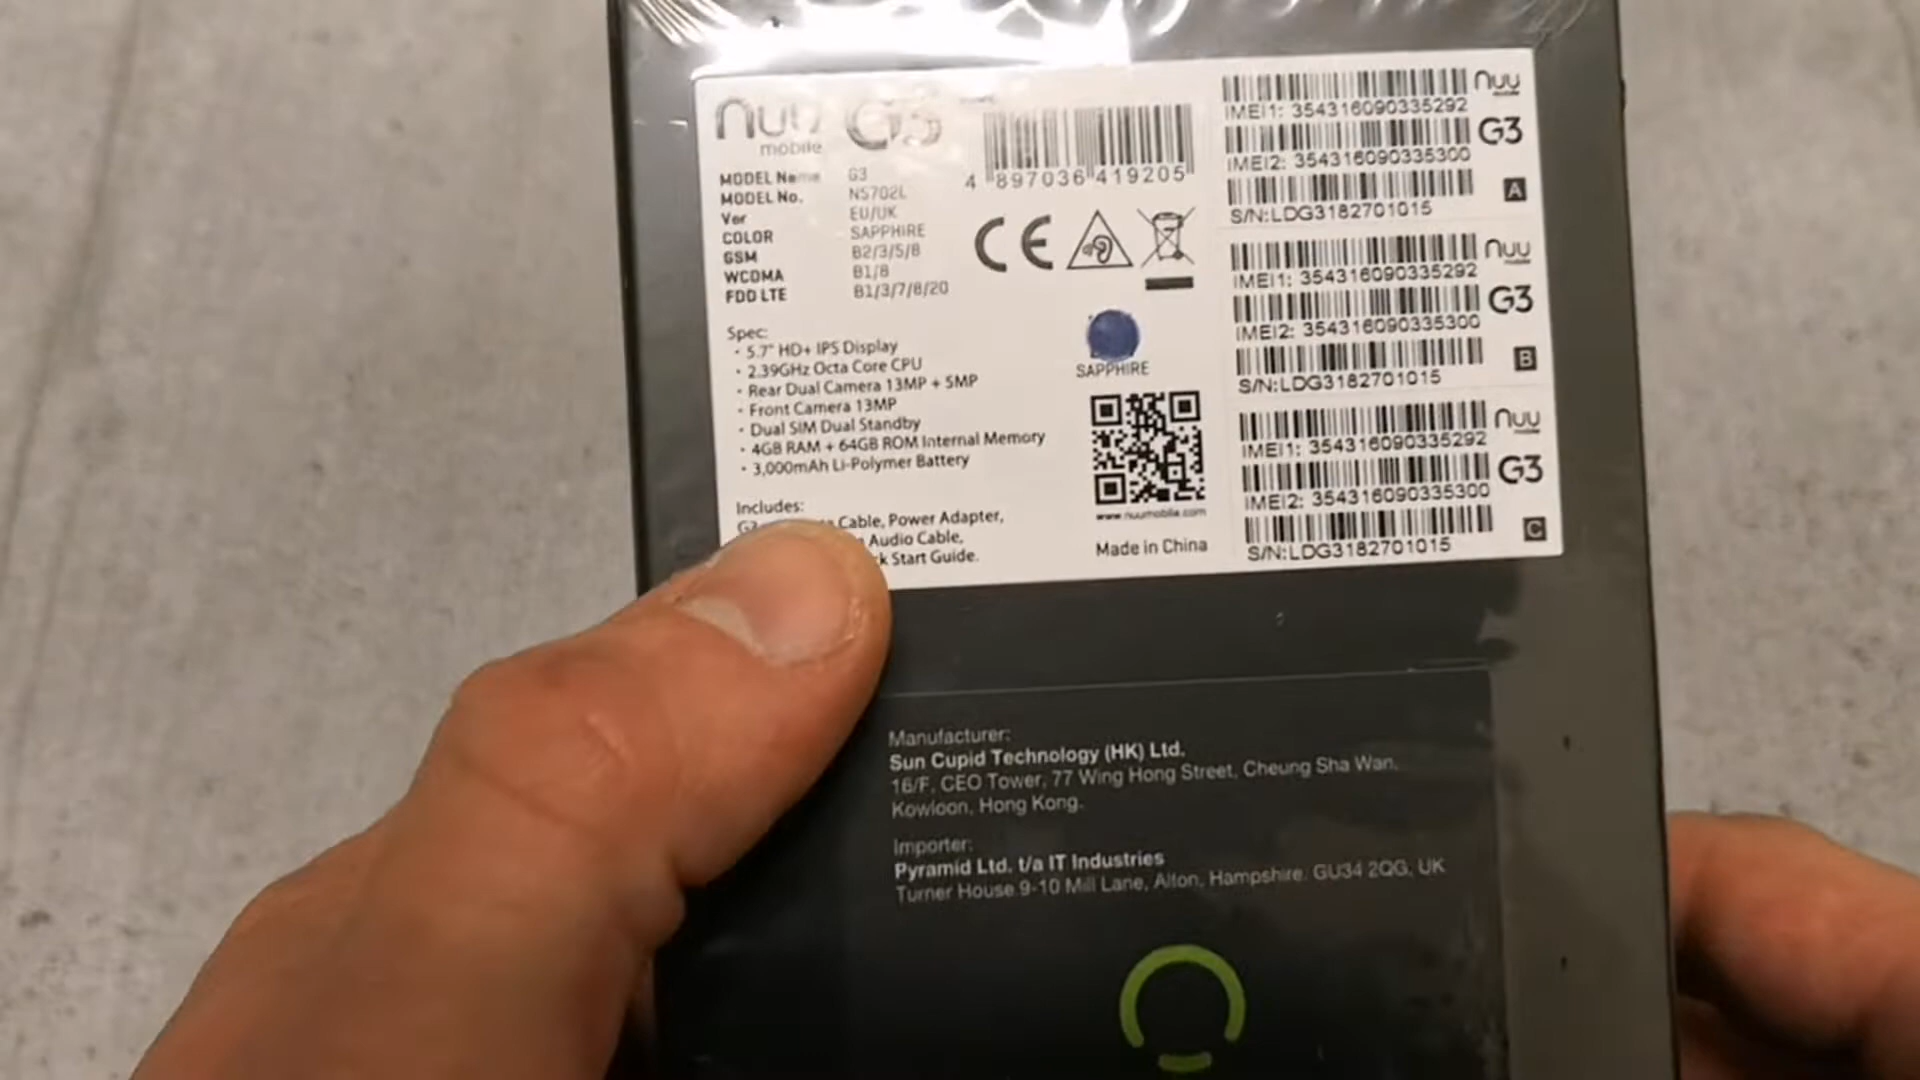 nuu G3
mobile
MODEL Name G3
MODEL No. N5702L
Ver EU/UK
COLOR SAPPHIRE
GSM B2/3/5/8
WCDMA B1/8
FDD LTE B1/3/7/8/20
4 897036 419205
CE
SAPPHIRE
Spec:
• 5.7" HD+ IPS Display
• 2.39GHz Octa Core CPU
• Rear Dual Camera 13MP + 5MP
• Front Camera 13MP
• Dual SIM Dual Standby
• 4GB RAM + 64GB ROM Internal Memory
• 3,000mAh Li-Polymer Battery
Includes:
G3 Cable, Power Adapter,
Audio Cable,
Start Guide.
www.nuumobile.com
Made in China
nuu
mobile
IMEI1: 354316090335292
G3
IMEI2: 354316090335300
A
S/N:LDG3182701015
nuu
mobile
IMEI1: 354316090335292
G3
IMEI2: 354316090335300
B
S/N:LDG3182701015
nuu
mobile
IMEI1: 354316090335292
G3
IMEI2: 354316090335300
C
S/N:LDG3182701015
Manufacturer:
Sun Cupid Technology (HK) Ltd.
16/F, CEO Tower, 77 Wing Hong Street, Cheung Sha Wan,
Kowloon, Hong Kong.
Importer:
Pyramid Ltd. t/a IT Industries
Turner House 9-10 Mill Lane, Alton, Hampshire. GU34 2QG, UK